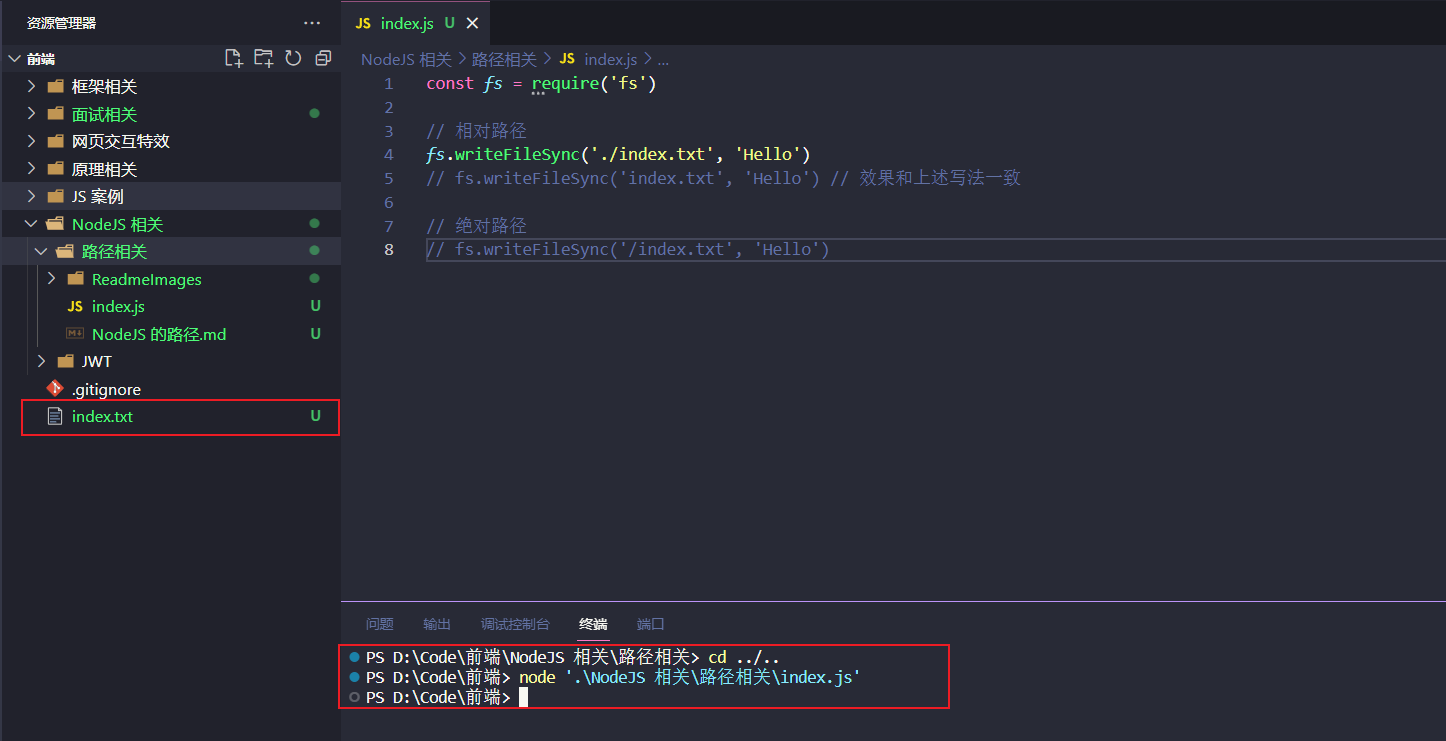 资源管理器 ···
前端
框架相关
面试相关
网页交互特效
原理相关
JS 案例
NodeJS 相关
路径相关
ReadmeImages
JS index.js U
NodeJS 的路径.md U
JWT
.gitignore
index.txt U
JS index.js U
NodeJS 相关 > 路径相关 > JS index.js > ...
1 const fs = require('fs')
2
3 // 相对路径
4 fs.writeFileSync('./index.txt', 'Hello')
5 // fs.writeFileSync('index.txt', 'Hello') // 效果和上述写法一致
6
7 // 绝对路径
8 // fs.writeFileSync('/index.txt', 'Hello')
问题 输出 调试控制台 终端 端口
PS D:\Code\前端\NodeJS 相关\路径相关> cd ../..
PS D:\Code\前端> node '.\NodeJS 相关\路径相关\index.js'
PS D:\Code\前端>